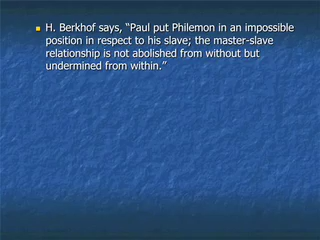 H. Berkhof says, “Paul put Philemon in an impossible
position in respect to his slave; the master-slave
relationship is not abolished from without but
undermined from within.”